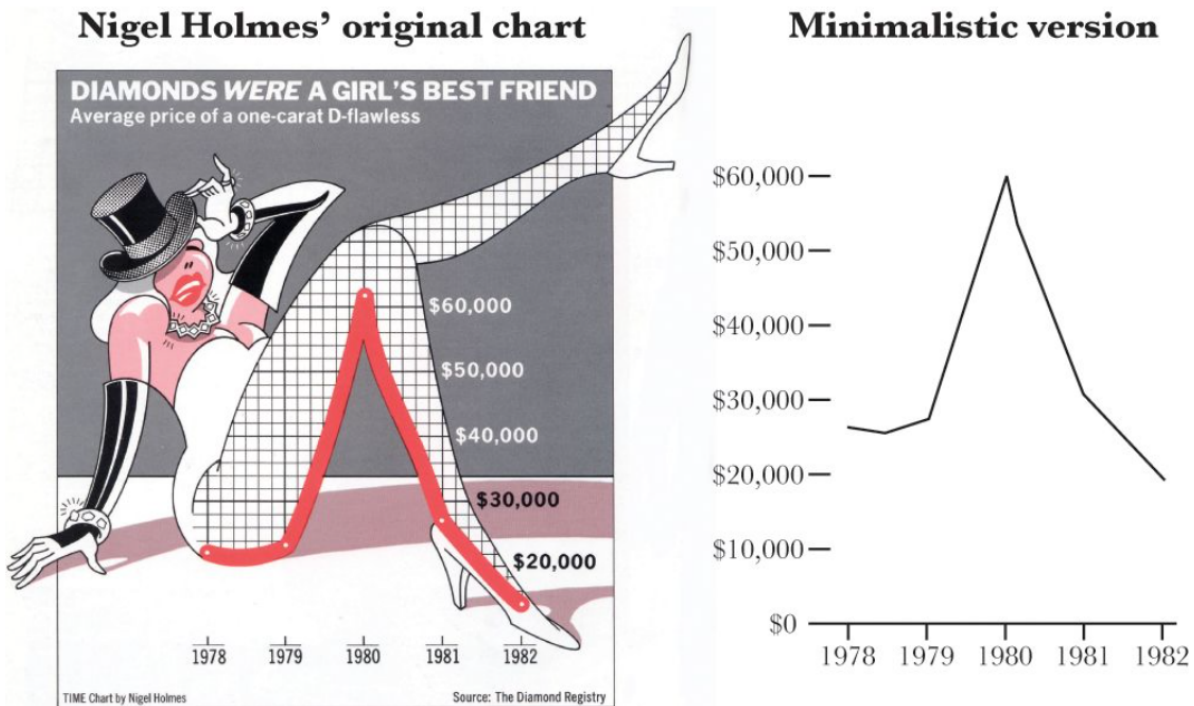 Nigel Holmes’ original chart
DIAMONDS WERE A GIRL’S BEST FRIEND
Average price of a one-carat D-flawless
$60,000
$50,000
$40,000
$30,000
$20,000
1978 1979 1980 1981 1982
TIME Chart by Nigel Holmes
Source: The Diamond Registry
Minimalistic version
$60,000
$50,000
$40,000
$30,000
$20,000
$10,000
$0
1978 1979 1980 1981 1982